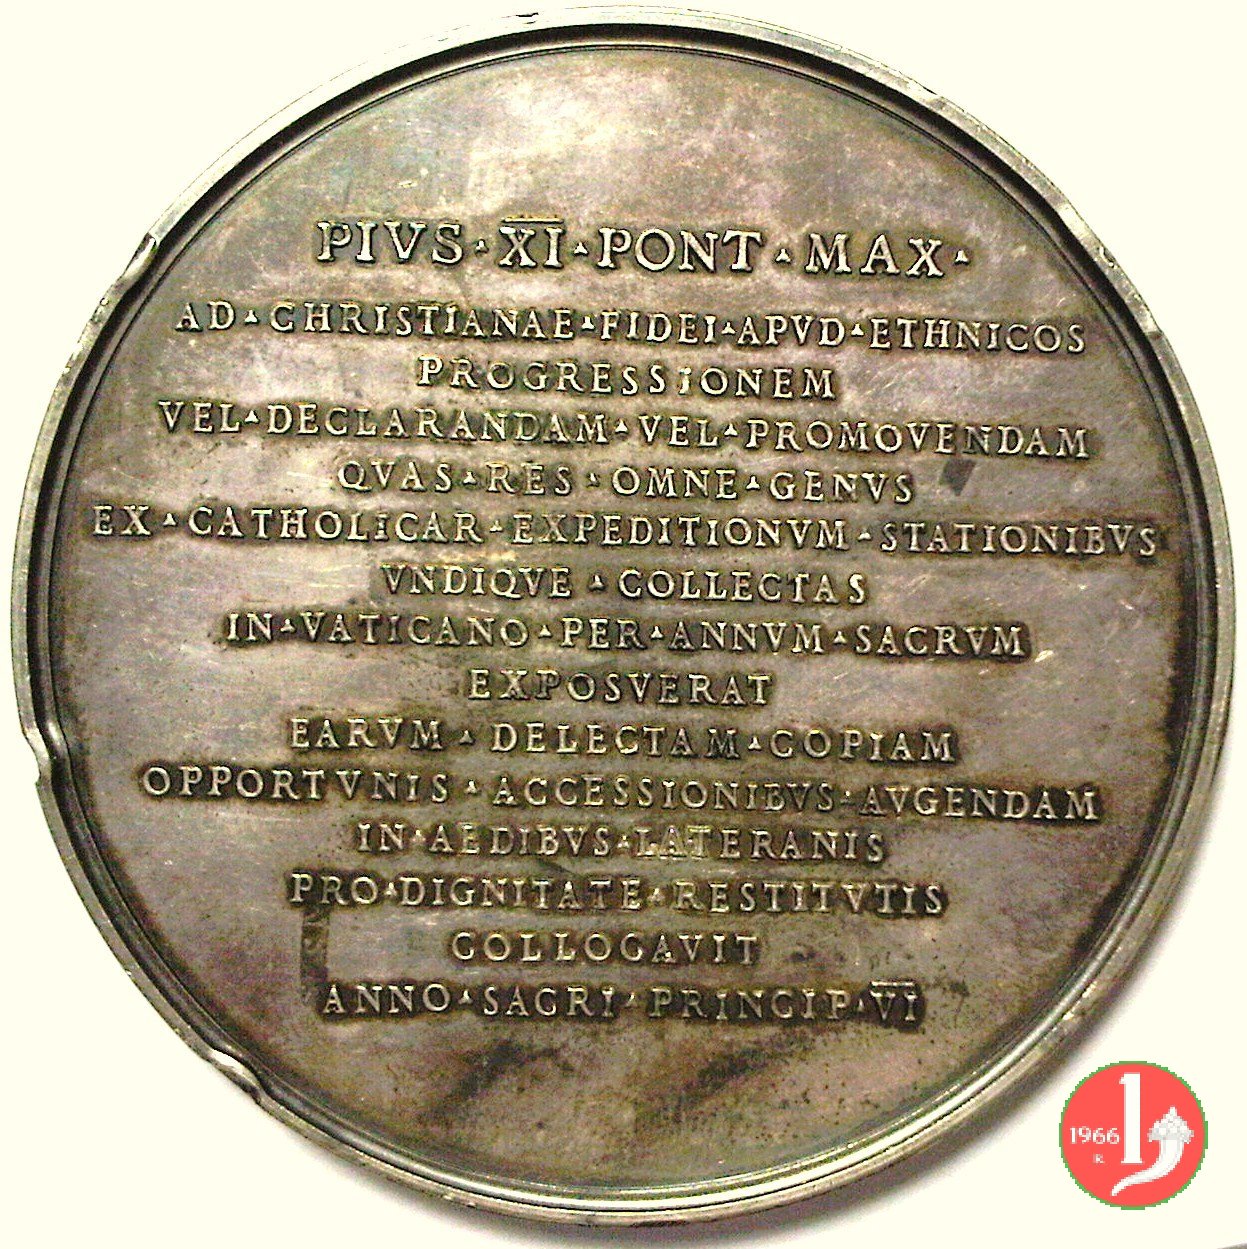 PIVS ▴ X̅I̅ ▴ PONT ▴ MAX ▴
AD ▴ CHRISTIANAE ▴ FIDEI ▴ APVD ▴ ETHNICOS
PROGRESSIONEM
VEL ▴ DECLARANDAM ▴ VEL ▴ PROMOVENDAM
QVAS ▴ RES ▴ OMNE ▴ GENVS
EX ▴ CATHOLICAR ▴ EXPEDITIONVM ▴ STATIONIBVS
VNDIQVE ▴ COLLECTAS
IN ▴ VATICANO ▴ PER ▴ ANNVM ▴ SACRVM
EXPOSVERAT
EARVM ▴ DELECTAM ▴ COPIAM
OPPORTVNIS ▴ ACCESSIONIBVS ▴ AVGENDAM
IN ▴ AEDIBVS ▴ LATERANIS
PRO ▴ DIGNITATE ▴ RESTITVTIS
COLLOCAVIT
ANNO ▴ SACRI ▴ PRINCIP ▴ V̅I̅
1966
R
1